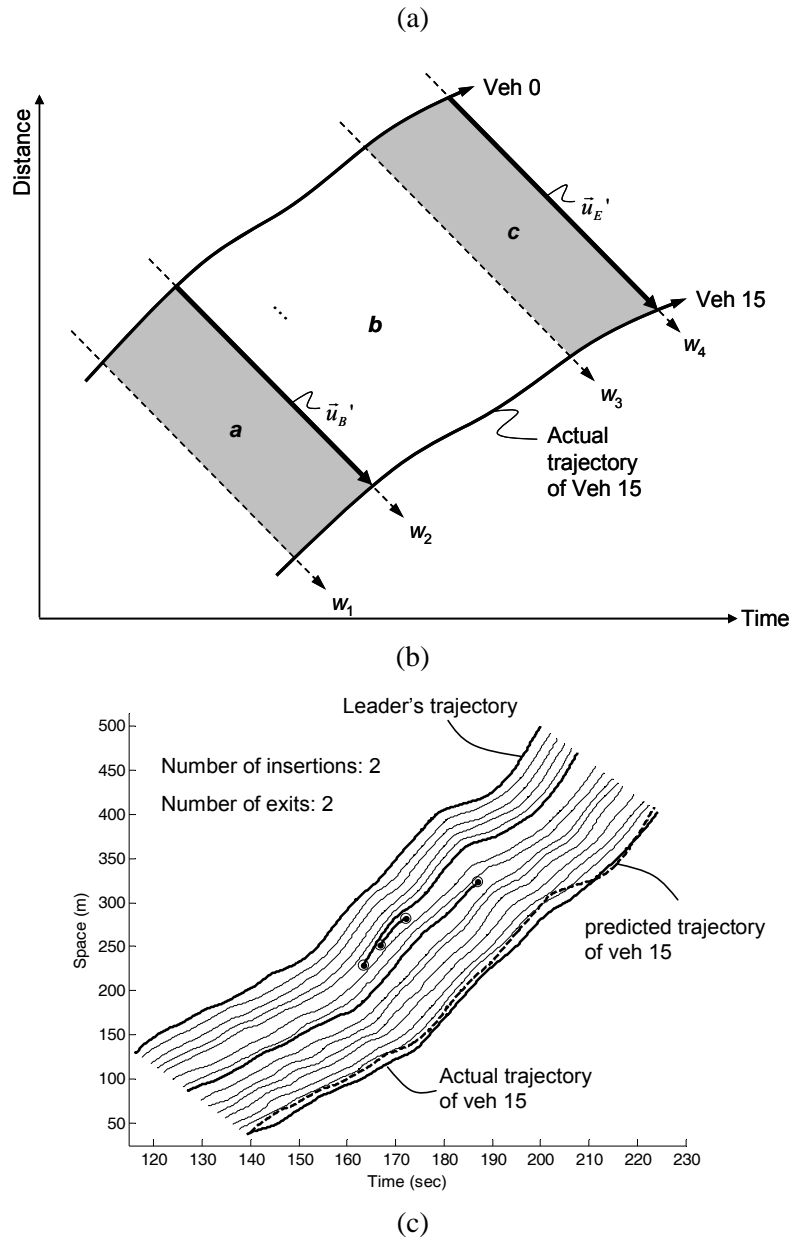 (a)
Distance
Veh 0
u⃗E'
c
Veh 15
b
...
w4
w3
u⃗B'
a
Actual
trajectory
of Veh 15
w2
w1
Time
(b)
Leader's trajectory
Number of insertions: 2
Number of exits: 2
500
450
400
350
300
250
200
150
100
50
Space (m)
predicted trajectory
of veh 15
Actual trajectory
of veh 15
120 130 140 150 160 170 180 190 200 210 220 230
Time (sec)
(c)